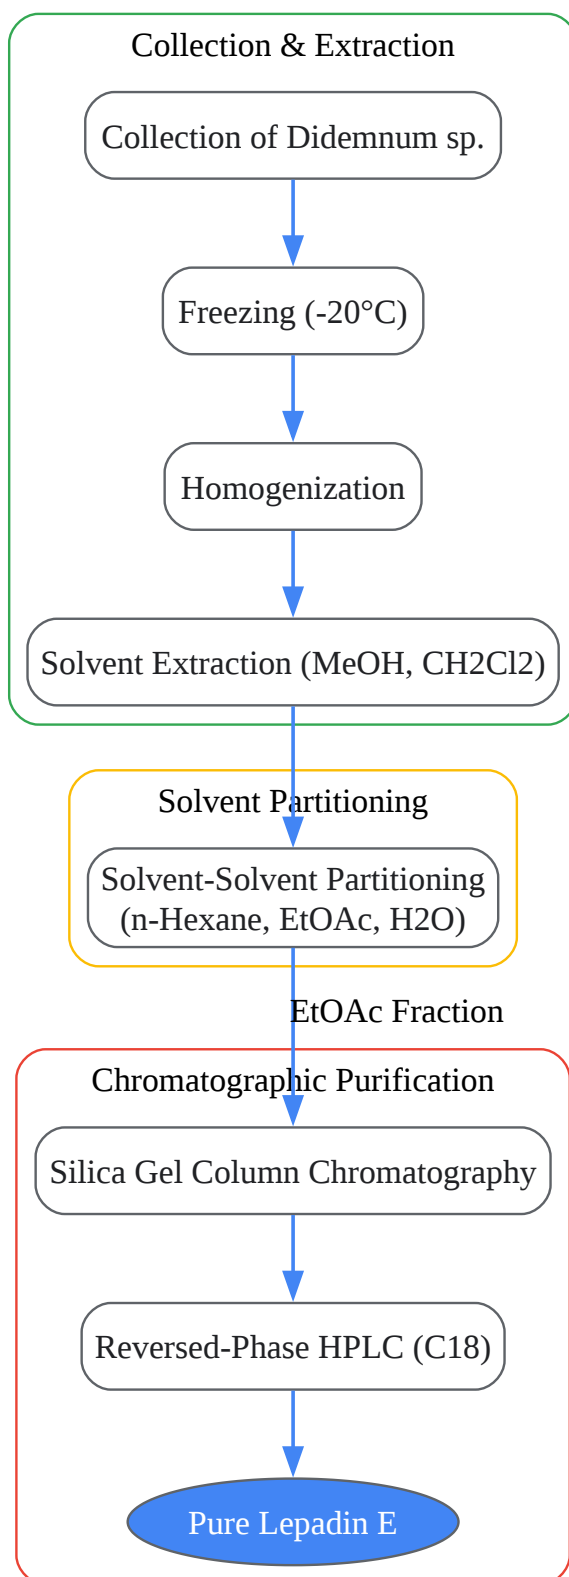 Collection & Extraction
Collection of Didemnum sp.
Freezing (-20°C)
Homogenization
Solvent Extraction (MeOH, CH2Cl2)
Solvent Partitioning
Solvent-Solvent Partitioning
(n-Hexane, EtOAc, H2O)
EtOAc Fraction
Chromatographic Purification
Silica Gel Column Chromatography
Reversed-Phase HPLC (C18)
Pure Lepadin E